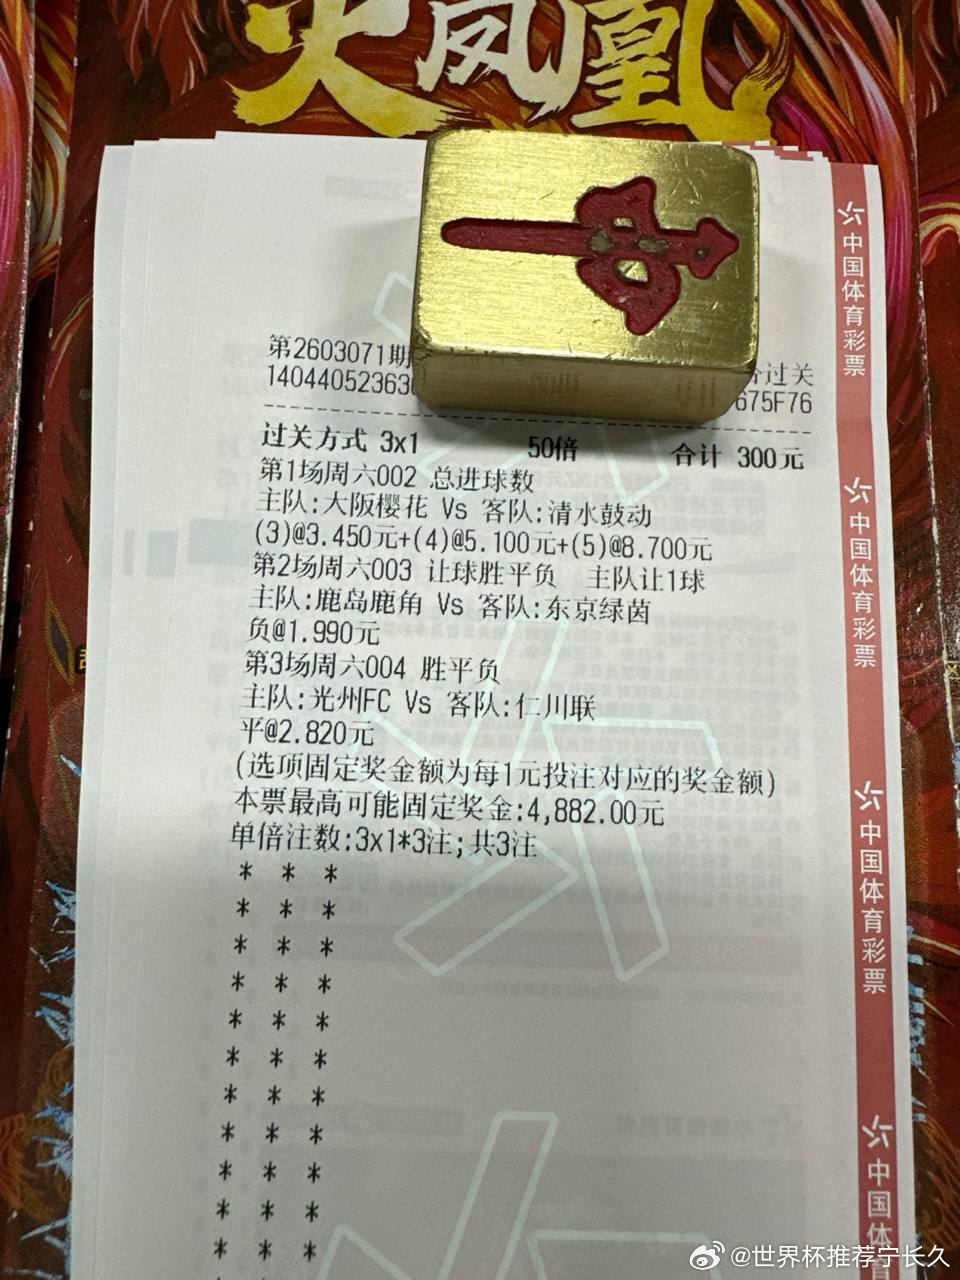 火凤凰
第2603071期
价过关
140440523630
675F76
过关方式 3x1 50倍 合计 300元
第1场周六002 总进球数
主队:大阪樱花 Vs 客队:清水鼓动
(3)@3.450元+(4)@5.100元+(5)@8.700元
第2场周六003 让球胜平负 主队让1球
主队:鹿岛鹿角 Vs 客队:东京绿茵
负@1.990元
第3场周六004 胜平负
主队:光州FC Vs 客队:仁川联
平@2.820元
(选项固定奖金额为每1元投注对应的奖金额)
本票最高可能固定奖金:4,882.00元
单倍注数:3x1*3注;共3注
* * *
* * *
* * *
* * *
* * *
* * *
* * *
* * *
* * *
* * *
* * *
中国体育彩票
中国体育彩票
中国体育彩票
中国体育
@世界杯推荐宁长久